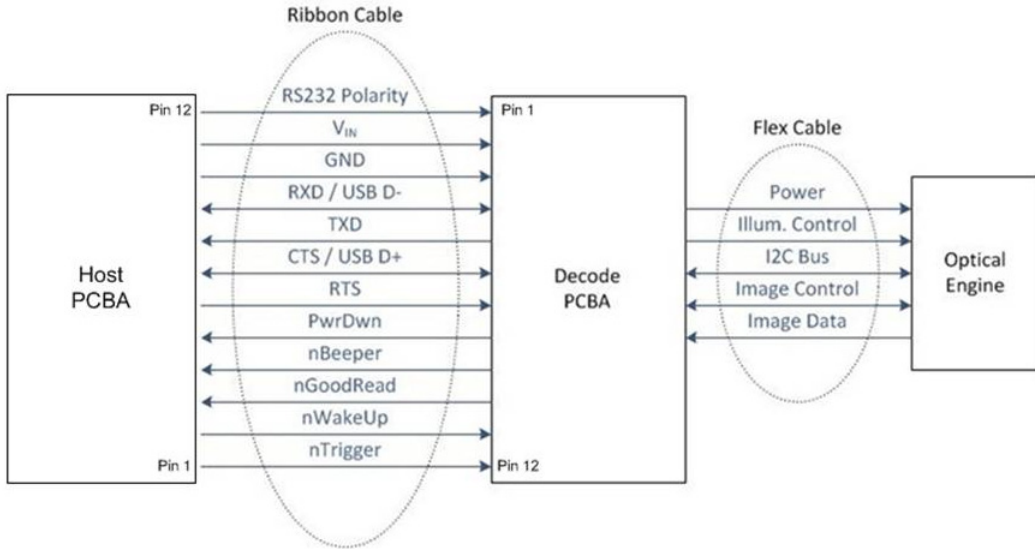 Ribbon Cable
Pin 12
RS232 Polarity
Pin 1
VIN
Flex Cable
GND
RXD / USB D-
Power
TXD
Illum. Control
Host
PCBA
CTS / USB D+
Decode
PCBA
I2C Bus
Optical
Engine
RTS
Image Control
PwrDwn
Image Data
nBeeper
nGoodRead
nWakeUp
nTrigger
Pin 1
Pin 12